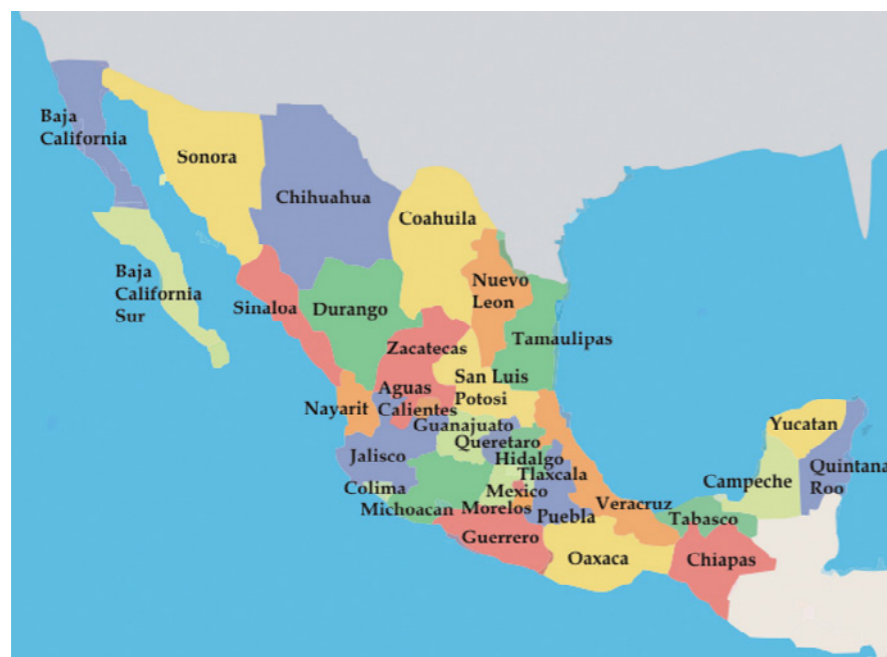 Baja
California
Sonora
Chihuahua
Coahuila
Baja
California
Sur
Sinaloa
Durango
Nuevo
Leon
Tamaulipas
Zacatecas
San Luis
Potosi
Nayarit
Aguas
Calientes
Guanajuato
Queretaro
Hidalgo
Tlaxcala
Jalisco
Colima
Michoacan
Mexico
Morelos
Puebla
Veracruz
Guerrero
Oaxaca
Tabasco
Chiapas
Campeche
Yucatan
Quintana
Roo